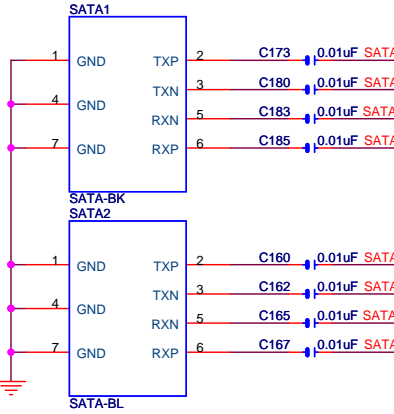 SATA1
1 GND TXP 2 C173 0.01uF SATA
TXN 3 C180 0.01uF SATA
4 GND
RXN 5 C183 0.01uF SATA
7 GND RXP 6 C185 0.01uF SATA
SATA-BK
SATA2
1 GND TXP 2 C160 0.01uF SATA
TXN 3 C162 0.01uF SATA
4 GND
RXN 5 C165 0.01uF SATA
7 GND RXP 6 C167 0.01uF SATA
SATA-BL